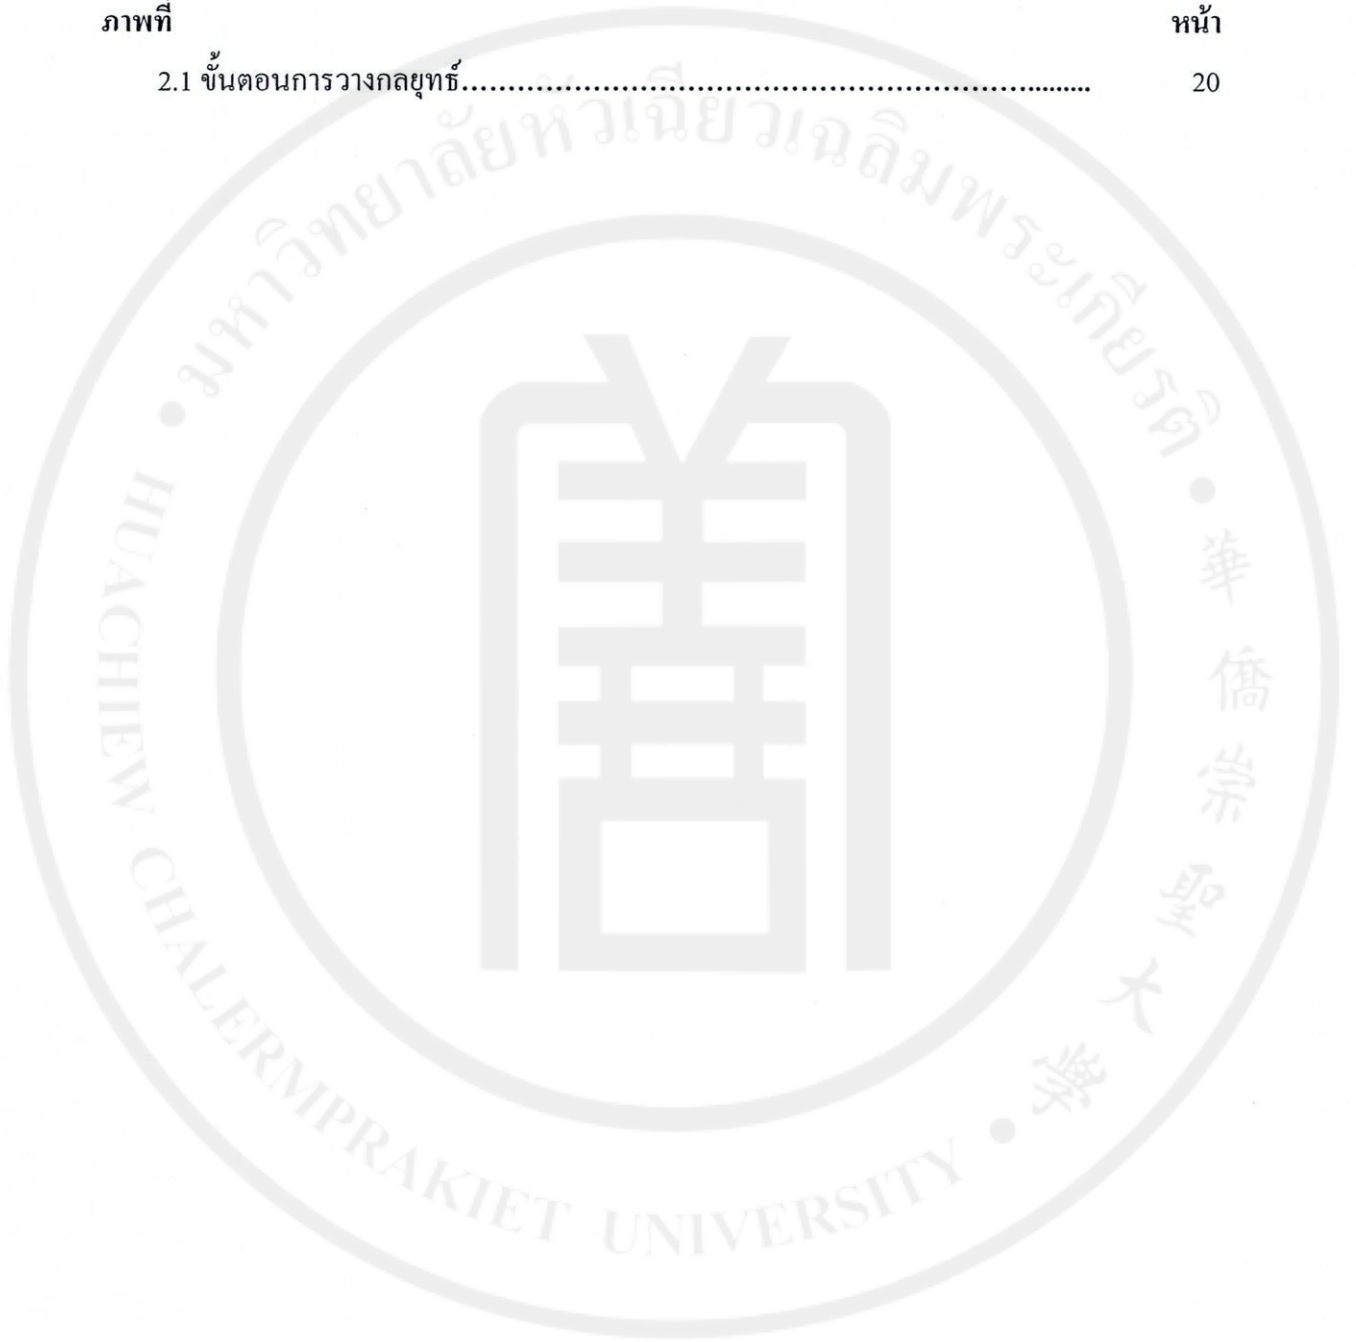 ภาพที่ หน้า
2.1 ขั้นตอนการวางกลยุทธ์.................................................................... 20
• มหาวิทยาลัยหัวเฉียวเฉลิมพระเกียรติ •
華僑崇聖大學
HUACHIEW CHALERMPRAKIET UNIVERSITY •
善